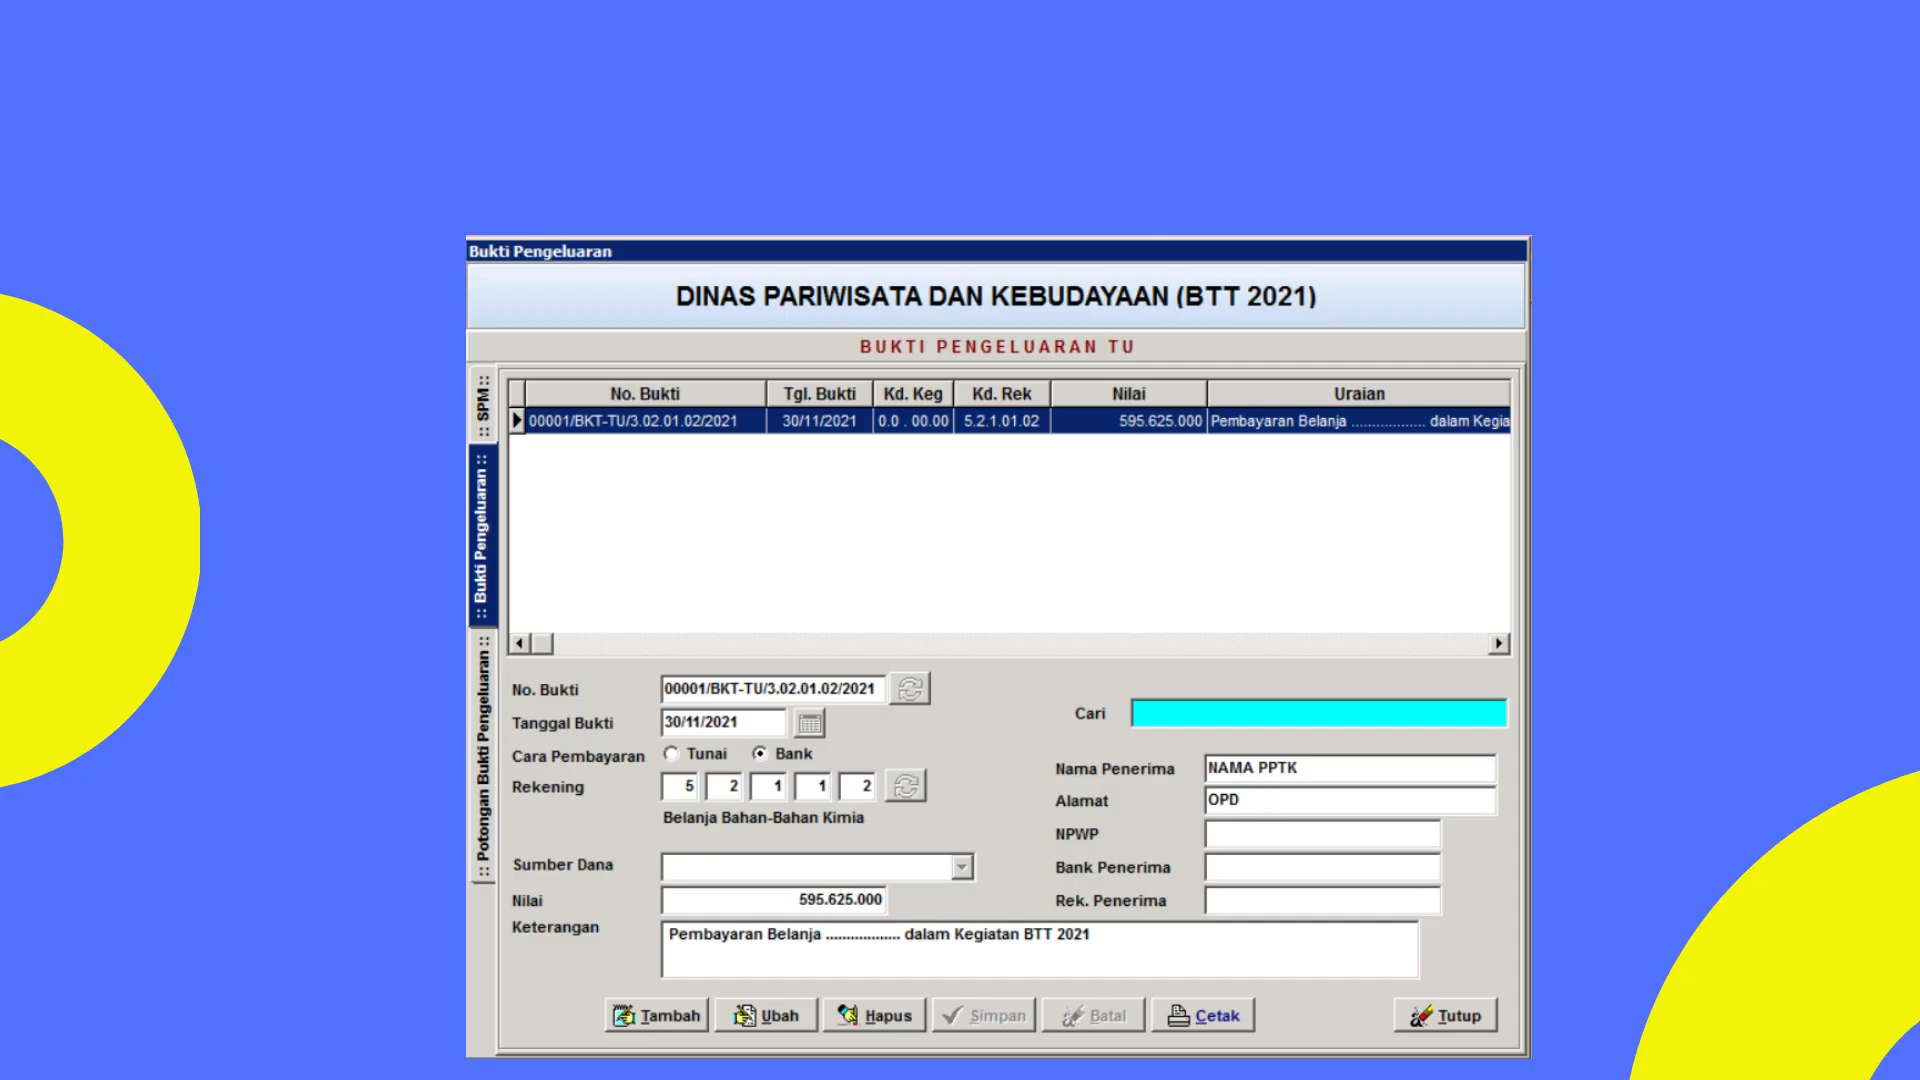 Bukti Pengeluaran
DINAS PARIWISATA DAN KEBUDAYAAN (BTT 2021)
BUKTI PENGELUARAN TU
:: SPM ::
:: Bukti Pengeluaran ::
:: Potongan Bukti Pengeluaran ::
No. Bukti Tgl. Bukti Kd. Keg Kd. Rek Nilai Uraian
00001/BKT-TU/3.02.01.02/2021 30/11/2021 0.0 . 00.00 5.2.1.01.02 595.625.000 Pembayaran Belanja .................. dalam Kegia
No. Bukti 00001/BKT-TU/3.02.01.02/2021
Tanggal Bukti 30/11/2021
Cara Pembayaran Tunai Bank
Rekening 5 2 1 1 2
Belanja Bahan-Bahan Kimia
Sumber Dana
Nilai 595.625.000
Keterangan Pembayaran Belanja .................. dalam Kegiatan BTT 2021
Cari
Nama Penerima NAMA PPTK
Alamat OPD
NPWP
Bank Penerima
Rek. Penerima
Tambah Ubah Hapus Simpan Batal Cetak Tutup